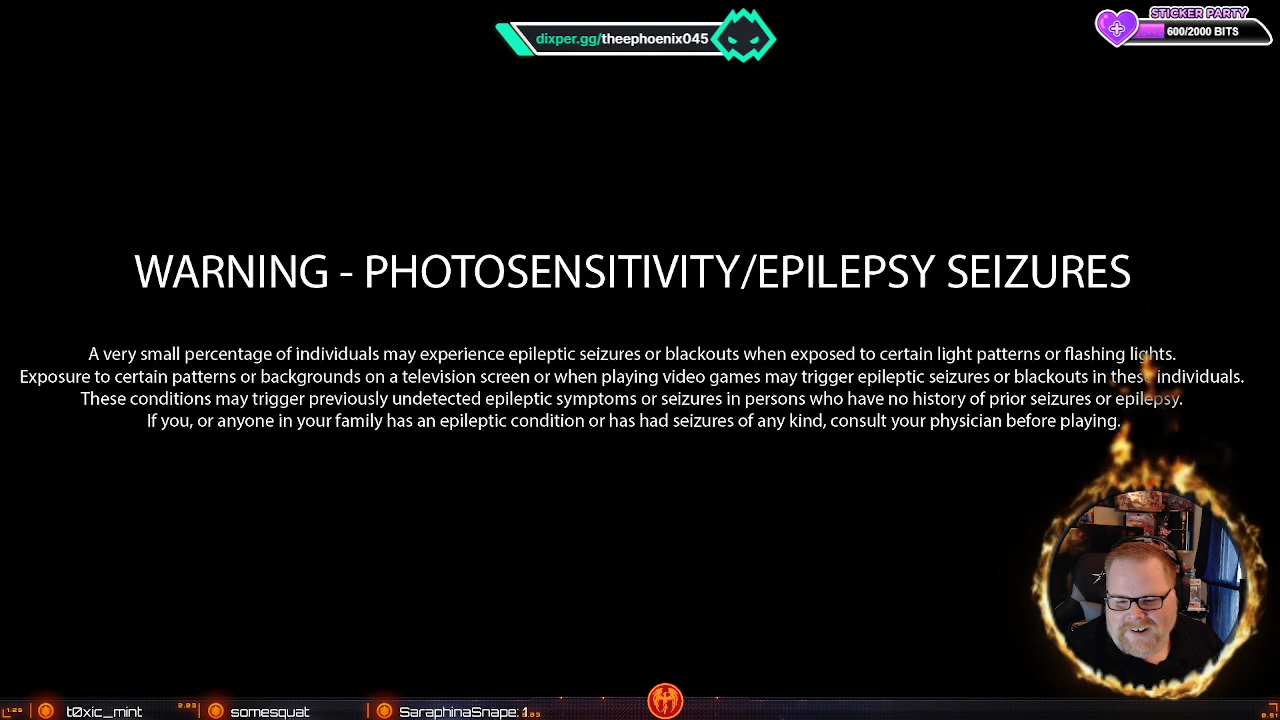 dixper.gg/theephoenix045
STICKER PARTY
600/2000 BITS
WARNING - PHOTOSENSITIVITY/EPILEPSY SEIZURES
A very small percentage of individuals may experience epileptic seizures or blackouts when exposed to certain light patterns or flashing lights.
Exposure to certain patterns or backgrounds on a television screen or when playing video games may trigger epileptic seizures or blackouts in these individuals.
These conditions may trigger previously undetected epileptic symptoms or seizures in persons who have no history of prior seizures or epilepsy.
If you, or anyone in your family has an epileptic condition or has had seizures of any kind, consult your physician before playing.
t0xic_mint somesquat SaraphinaSnape: 1